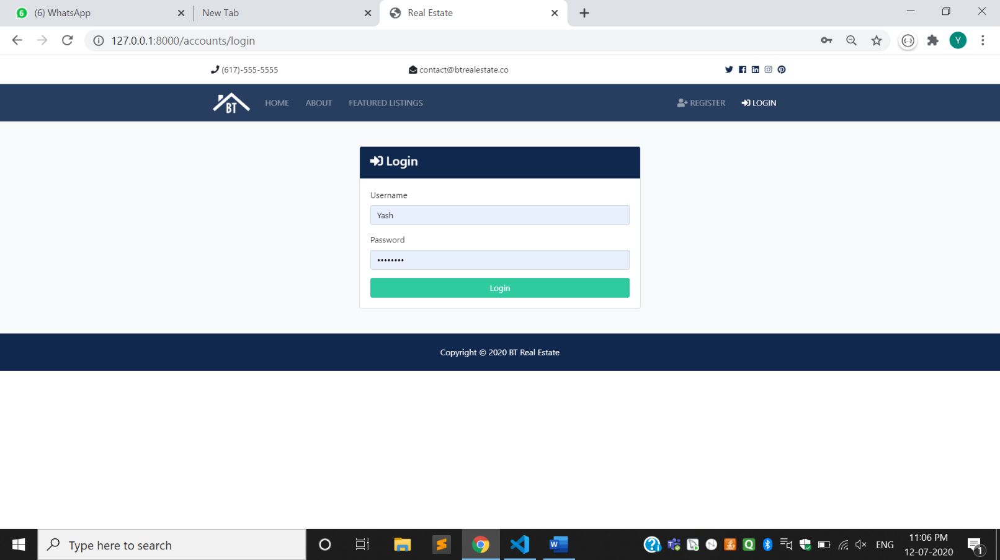 6 (6) WhatsApp
New Tab
Real Estate
127.0.0.1:8000/accounts/login
Y
(617)-555-5555
contact@btrealestate.co
BT
HOME
ABOUT
FEATURED LISTINGS
REGISTER
LOGIN
Login
Username
Yash
Password
Login
Copyright © 2020 BT Real Estate
Type here to search
ENG
11:06 PM
12-07-2020
1